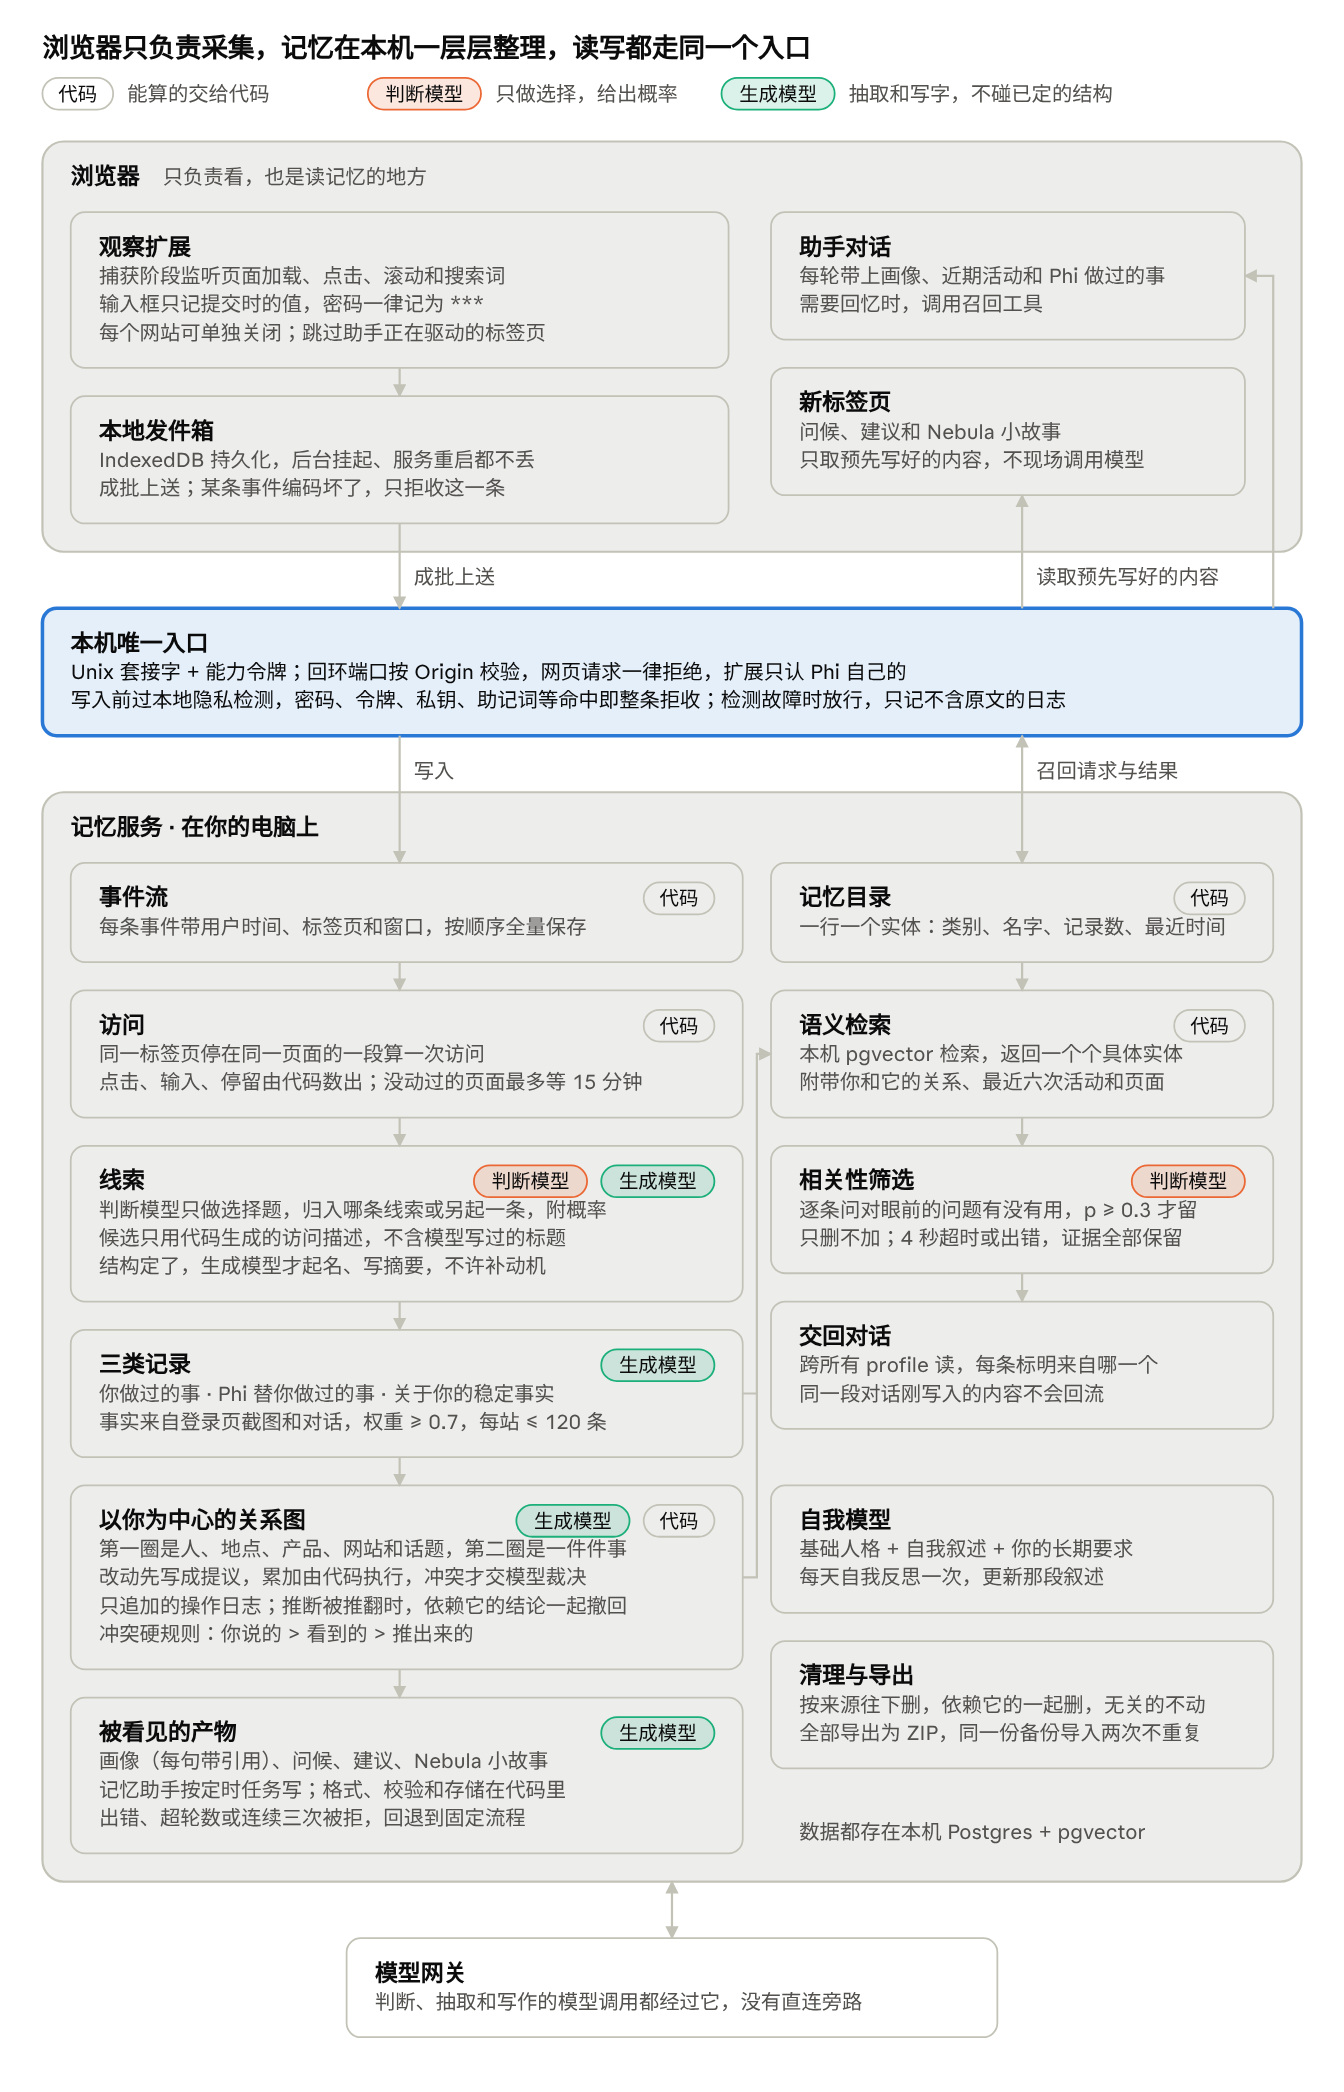 浏览器只负责采集，记忆在本机一层层整理，读写都走同一个入口
代码 能算的交给代码
判断模型 只做选择，给出概率
生成模型 抽取和写字，不碰已定的结构
浏览器 只负责看，也是读记忆的地方
观察扩展
捕获阶段监听页面加载、点击、滚动和搜索词
输入框只记提交时的值，密码一律记为 ***
每个网站可单独关闭；跳过助手正在驱动的标签页
本地发件箱
IndexedDB 持久化，后台挂起、服务重启都不丢
成批上送；某条事件编码坏了，只拒收这一条
助手对话
每轮带上画像、近期活动和 Phi 做过的事
需要回忆时，调用召回工具
新标签页
问候、建议和 Nebula 小故事
只取预先写好的内容，不现场调用模型
成批上送
读取预先写好的内容
本机唯一入口
Unix 套接字 + 能力令牌；回环端口按 Origin 校验，网页请求一律拒绝，扩展只认 Phi 自己的
写入前过本地隐私检测，密码、令牌、私钥、助记词等命中即整条拒收；检测故障时放行，只记不含原文的日志
写入
召回请求与结果
记忆服务 · 在你的电脑上
事件流 代码
每条事件带用户时间、标签页和窗口，按顺序全量保存
访问 代码
同一标签页停在同一页面的一段算一次访问
点击、输入、停留由代码数出；没动过的页面最多等 15 分钟
线索 判断模型 生成模型
判断模型只做选择题，归入哪条线索或另起一条，附概率
候选只用代码生成的访问描述，不含模型写过的标题
结构定了，生成模型才起名、写摘要，不许补动机
三类记录 生成模型
你做过的事 · Phi 替你做过的事 · 关于你的稳定事实
事实来自登录页截图和对话，权重 ≥ 0.7，每站 ≤ 120 条
以你为中心的关系图 生成模型 代码
第一圈是人、地点、产品、网站和话题，第二圈是一件件事
改动先写成提议，累加由代码执行，冲突才交模型裁决
只追加的操作日志；推断被推翻时，依赖它的结论一起撤回
冲突硬规则：你说的 > 看到的 > 推出来的
被看见的产物 生成模型
画像（每句带引用）、问候、建议、Nebula 小故事
记忆助手按定时任务写；格式、校验和存储在代码里
出错、超轮数或连续三次被拒，回退到固定流程
记忆目录 代码
一行一个实体：类别、名字、记录数、最近时间
语义检索 代码
本机 pgvector 检索，返回一个个具体实体
附带你和它的关系、最近六次活动和页面
相关性筛选 判断模型
逐条问对眼前的问题有没有用，p ≥ 0.3 才留
只删不加；4 秒超时或出错，证据全部保留
交回对话
跨所有 profile 读，每条标明来自哪一个
同一段对话刚写入的内容不会回流
自我模型
基础人格 + 自我叙述 + 你的长期要求
每天自我反思一次，更新那段叙述
清理与导出
按来源往下删，依赖它的一起删，无关的不动
全部导出为 ZIP，同一份备份导入两次不重复
数据都存在本机 Postgres + pgvector
模型网关
判断、抽取和写作的模型调用都经过它，没有直连旁路